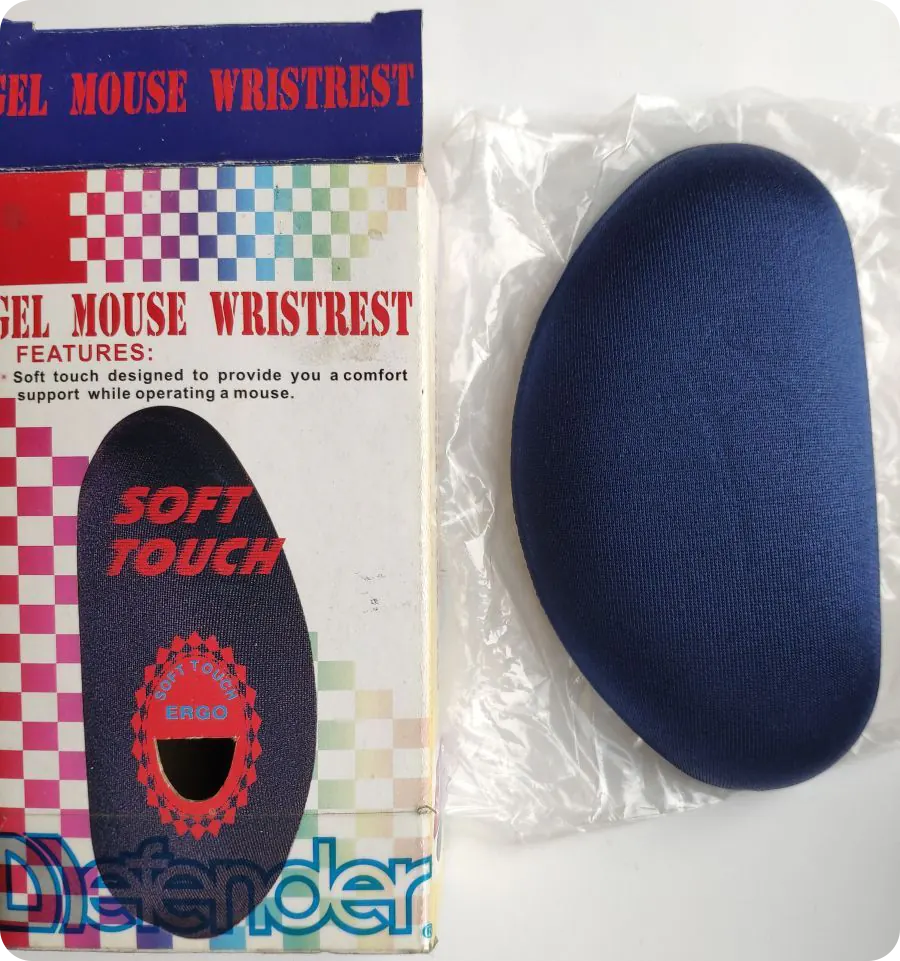 GEL MOUSE WRISTREST
GEL MOUSE WRISTREST
FEATURES:
Soft touch designed to provide you a comfort
support while operating a mouse.
SOFT
TOUCH
SOFT TOUCH
ERGO
Defender®